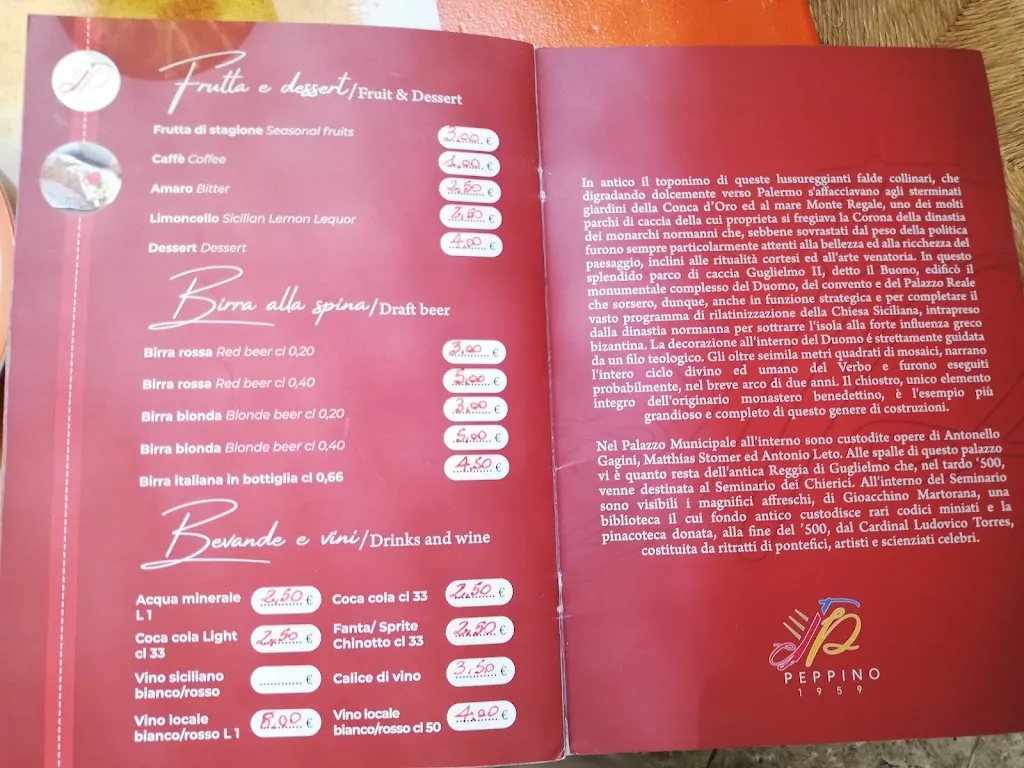 Frutta e dessert/Fruit & Dessert
Frutta di stagione Seasonal fruits 3,00 €
Caffè Coffee 1,00 €
Amaro Bitter 2,50 €
Limoncello Sicilian Lemon Lequor 2,50 €
Dessert Dessert 4,00 €
Birra alla spina/Draft beer
Birra rossa Red beer cl 0,20 3,00 €
Birra rossa Red beer cl 0,40 5,00 €
Birra blonda Blonde beer cl 0,20 3,00 €
Birra blonda Blonde beer cl 0,40 5,00 €
Birra italiana in bottiglia cl 0,66 4,50 €
Bevande e vini/Drinks and wine
Acqua minerale
L 1 2,50 €
Coca cola cl 33 2,50 €
Coca cola Light
cl 33 2,50 €
Fanta/ Sprite
Chinotto cl 33 2,50 €
Vino siciliano
bianco/rosso ............ €
Calice di vino 3,50 €
Vino locale
bianco/rosso L 1 8,00 €
Vino locale
bianco/rosso cl 50 4,00 €
In antico il toponimo di queste lussureggianti falde collinari, che
digradando dolcemente verso Palermo s'affacciavano agli sterminati
giardini della Conca d'Oro ed al mare Monte Regale, uno dei molti
parchi di caccia della cui proprieta si fregiava la Corona della dinastia
dei monarchi normanni che, sebbene sovrastati dal peso della politica
furono sempre particolarmente attenti alla bellezza ed alla ricchezza del
paesaggio, inclini alle ritualità cortesi ed all'arte venatoria. In questo
splendido parco di caccia Guglielmo II, detto il Buono, edificò il
monumentale complesso del Duomo, del convento e del Palazzo Reale
che sorsero, dunque, anche in funzione strategica e per completare il
vasto programma di rilatinizzazione della Chiesa Siciliana, intrapreso
dalla dinastia normanna per sottrarre l'isola alla forte influenza greco
bizantina. La decorazione all'interno del Duomo é strettamente guidata
da un filo teologico. Gli oltre seimila metri quadrati di mosaici, narrano
l'intero ciclo divino ed umano del Verbo e furono eseguiti
probabilmente, nel breve arco di due anni. Il chiostro, unico elemento
integro dell'originario monastero benedettino, è l'esempio più
grandioso e completo di questo genere di costruzioni.
Nel Palazzo Municipale all'interno sono custodite opere di Antonello
Gagini, Matthias Stomer ed Antonio Leto. Alle spalle di questo palazzo
vi è quanto resta dell'antica Reggia di Guglielmo che, nel tardo '500,
venne destinata al Seminario dei Chierici. All'interno del Seminario
sono visibili i magnifici affreschi, di Gioacchino Martorana, una
biblioteca il cui fondo antico custodisce rari codici miniati e la
pinacoteca donata, alla fine del '500, dal Cardinal Ludovico Torres,
costituita da ritratti di pontefici, artisti e scienziati celebri.
PEPPINO
1959